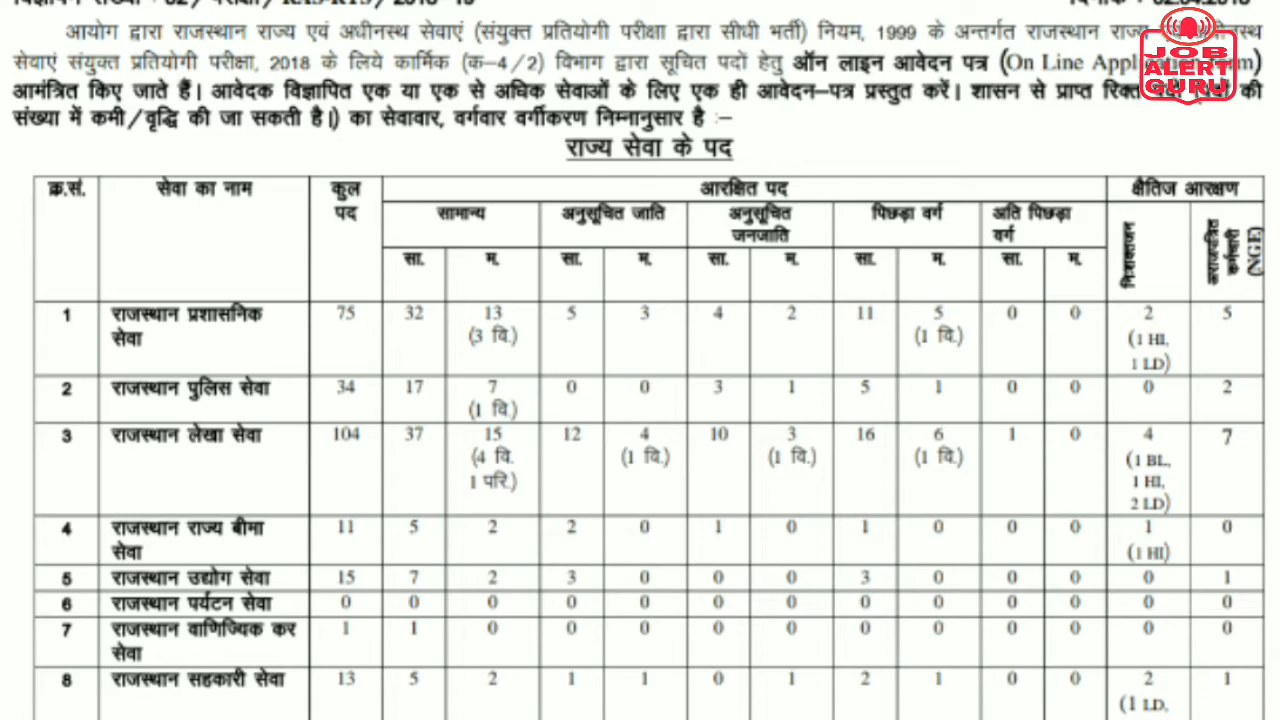 आयोग द्वारा राजस्थान राज्य एवं अधीनस्थ सेवाएं (संयुक्त प्रतियोगी परीक्षा द्वारा सीधी भर्ती) नियम, 1999 के अन्तर्गत राजस्थान राज्य
सेवाएं संयुक्त प्रतियोगी परीक्षा, 2018 के लिये कार्मिक (क-4/2) विभाग द्वारा सूचित पदों हेतु ऑन लाइन आवेदन पत्र (On Line
आमंत्रित किए जाते हैं। आवेदक विज्ञापित एक या एक से अधिक सेवाओं के लिए एक ही आवेदन-पत्र प्रस्तुत करें। शासन से प्राप्त की
संख्या में कमी/वृद्धि की जा सकती है।) का सेवावार, वर्गवार वर्गीकरण निम्नानुसार है :-
JOB
ALERT
GURU
राज्य सेवा के पद
क्र.सं. सेवा का नाम कुल पद आरक्षित पद क्षैतिज आरक्षण
सामान्य अनुसूचित जाति अनुसूचित जनजाति पिछड़ा वर्ग अति पिछड़ा वर्ग निःशक्तजन अराजपत्रित कर्मचारी (NGE)
सा. म. सा. म. सा. म. सा. म. सा. म.
1 राजस्थान प्रशासनिक 75 32 13 5 3 4 2 11 5 0 0 2 5
सेवा (3 वि.) (1 वि.) (1 HI,
1 LD)
2 राजस्थान पुलिस सेवा 34 17 7 0 0 3 1 5 1 0 0 0 2
(1 वि.)
3 राजस्थान लेखा सेवा 104 37 15 12 4 10 3 16 6 1 0 4 7
(4 वि. (1 वि.) (1 वि.) (1 वि.) (1 BL,
1 परि.) 1 HI,
2 LD)
4 राजस्थान राज्य बीमा 11 5 2 2 0 1 0 1 0 0 0 1 0
सेवा (1 HI)
5 राजस्थान उद्योग सेवा 15 7 2 3 0 0 0 3 0 0 0 0 1
6 राजस्थान पर्यटन सेवा 0 0 0 0 0 0 0 0 0 0 0 0 0
7 राजस्थान वाणिज्यिक कर 1 1 0 0 0 0 0 0 0 0 0 0 0
सेवा
8 राजस्थान सहकारी सेवा 13 5 2 1 1 0 1 2 1 0 0 2 1
(1 LD,